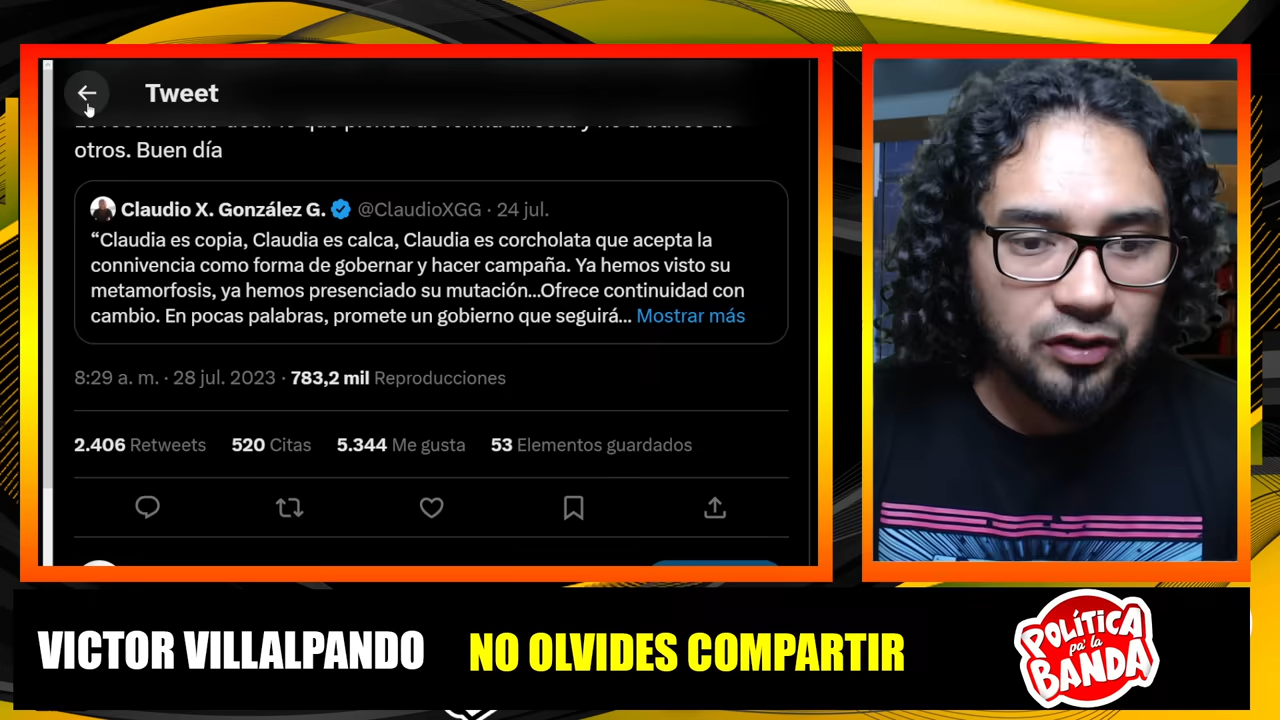 Tweet
otros. Buen día
Claudio X. González G. @ClaudioXGG · 24 jul.
“Claudia es copia, Claudia es calca, Claudia es corcholata que acepta la
connivencia como forma de gobernar y hacer campaña. Ya hemos visto su
metamorfosis, ya hemos presenciado su mutación...Ofrece continuidad con
cambio. En pocas palabras, promete un gobierno que seguirá... Mostrar más
8:29 a. m. · 28 jul. 2023 · 783,2 mil Reproducciones
2.406 Retweets 520 Citas 5.344 Me gusta 53 Elementos guardados
VICTOR VILLALPANDO
NO OLVIDES COMPARTIR
POLÍTICA
pa' la
BANDA